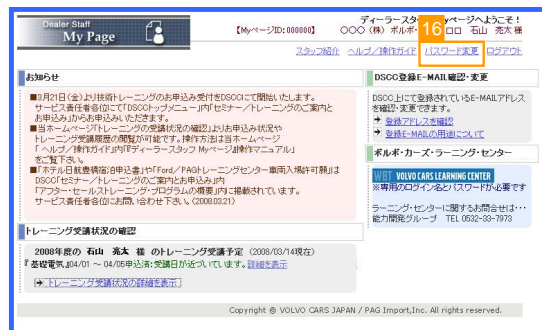 Dealer Staff
My Page
【Myページ ID:000000】
ディーラースタッ
ページへようこそ！
16
○○○（株）ボルボ・
ロロ 石山 亮太 様
スタッフ紹介 ヘルプ／操作ガイド パスワード変更 ログアウト
お知らせ
■3月21日（金）より技術トレーニングのお申込み受付をDSCCにて開始いたします。
サービス責任者各位にて「DSCCトップメニュー」内「セミナー／トレーニングのご案内と
お申込み」からお申込みいただきます。
■当ホームページ「トレーニングの受講状況の確認」よりお申込み状況や
トレーニング受講履歴の閲覧が可能です。操作方法は当ホームページ
「ヘルプ／操作ガイド」内「ディーラースタッフ Myページ」操作マニュアル」
をご覧下さい。
■「ホテル日航豊橋宿泊申込書」や「Ford／PAGトレーニングセンター車両入場許可願」は
DSCC「セミナー／トレーニングのご案内とお申込み」内
「アフター・セールストレーニング・プログラムの概要」内に掲載されています。
サービス責任者各位にお問い合わせ下さい。（2008.03.21）
トレーニング受講状況の確認
2008年度の 石山 亮太 様 のトレーニング受講予定（2008/03/14現在）
『基礎電気』04/01 ～ 04/05申込済：受講日が近づいています。詳細を表示
トレーニング受講状況の詳細を表示
DSCC登録E-MAIL確認・変更
DSCC上にて登録されているE-MAILアドレス
を確認・変更できます。
登録アドレスを確認
登録E-MAILの用途について
ボルボ・カーズ・ラーニング・センター
WBT VOLVO CARS LEARNING CENTER
※専用のログイン名とパスワードが必要です
ラーニング・センターに関するお問合せは・・・
能力開発グループ TEL 0532-33-7973
Copyright © VOLVO CARS JAPAN / PAG Import,Inc. All rights reserved.